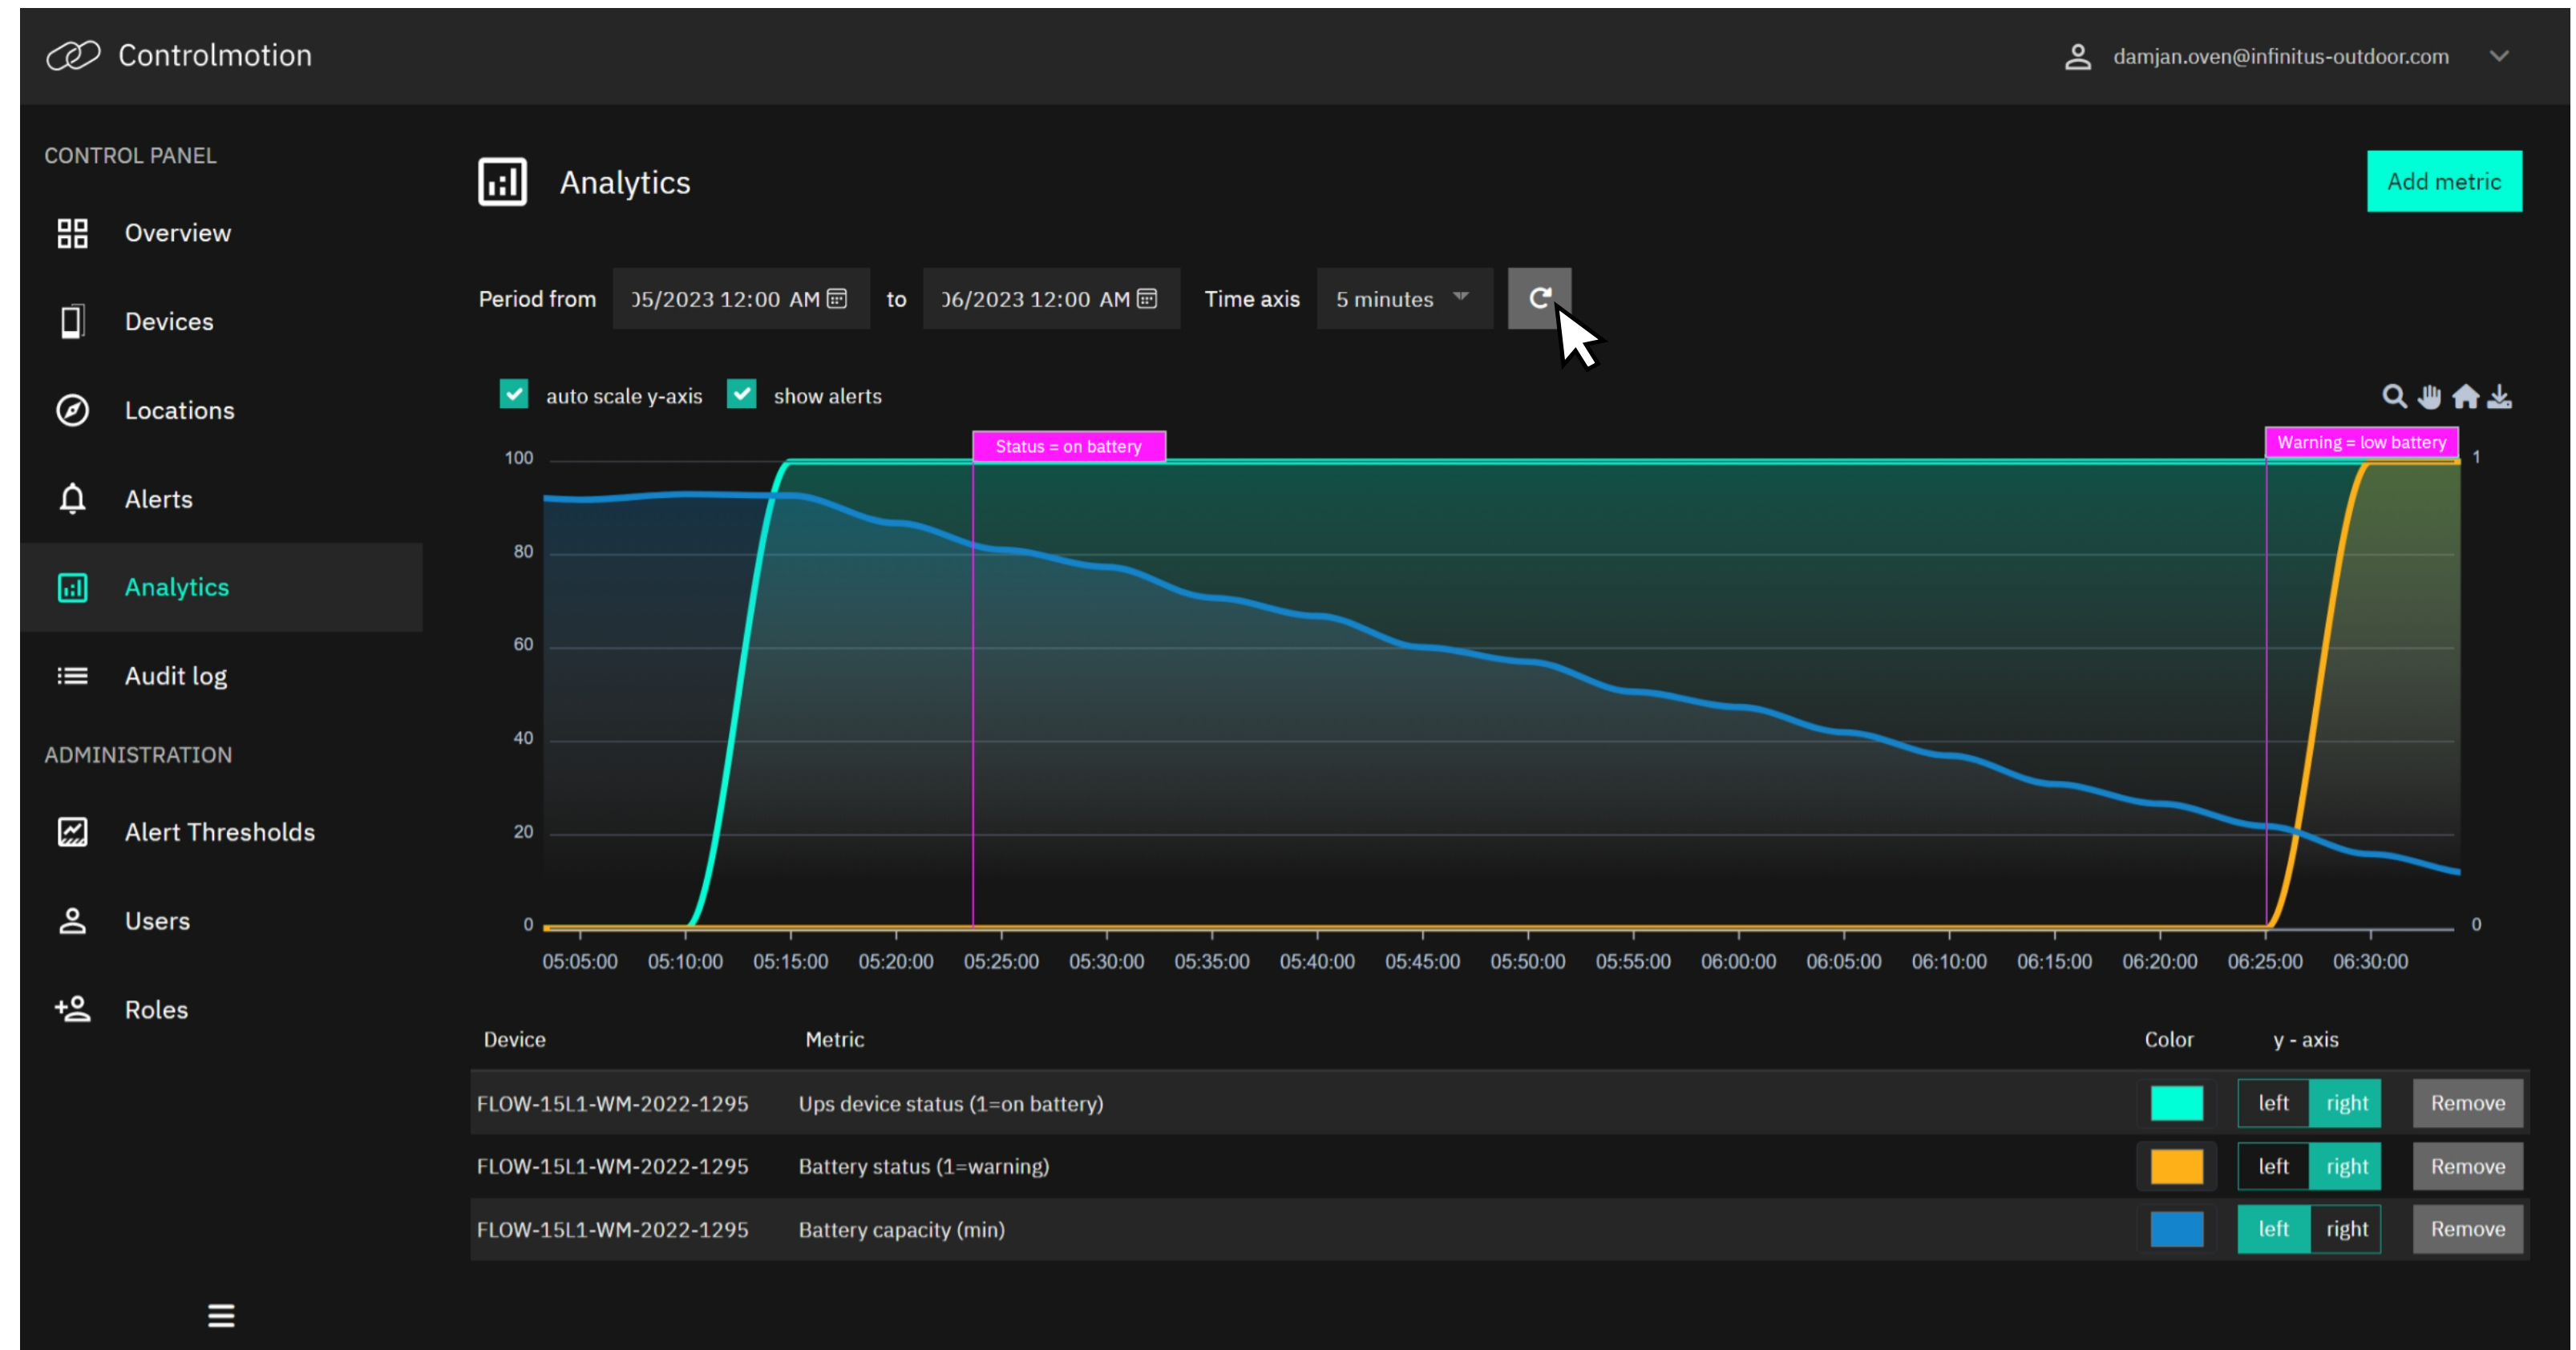 Controlmotion
damjan.oven@infinitus-outdoor.com
CONTROL PANEL
Overview
Devices
Locations
Alerts
Analytics
Audit log
ADMINISTRATION
Alert Thresholds
Users
Roles
Analytics
Add metric
Period from 05/2023 12:00 AM to 06/2023 12:00 AM Time axis 5 minutes
auto scale y-axis show alerts
Status = on battery
Warning = low battery
100
80
60
40
20
0
1
0
05:05:00 05:10:00 05:15:00 05:20:00 05:25:00 05:30:00 05:35:00 05:40:00 05:45:00 05:50:00 05:55:00 06:00:00 06:05:00 06:10:00 06:15:00 06:20:00 06:25:00 06:30:00
Device Metric Color y - axis
FLOW-15L1-WM-2022-1295 Ups device status (1=on battery) left right Remove
FLOW-15L1-WM-2022-1295 Battery status (1=warning) left right Remove
FLOW-15L1-WM-2022-1295 Battery capacity (min) left right Remove